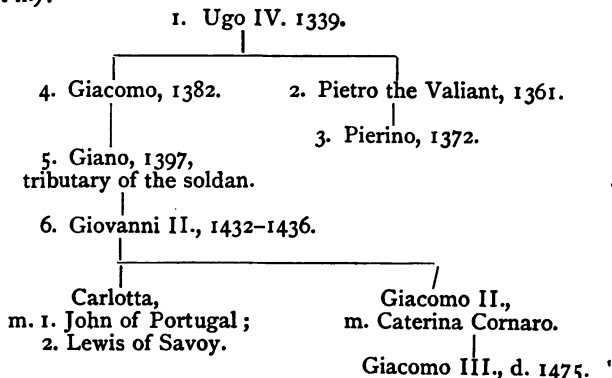 1. Ugo IV. 1339.
4. Giacomo, 1382. 2. Pietro the Valiant, 1361.
3. Pierino, 1372.
5. Giano, 1397,
tributary of the soldan.
6. Giovanni II., 1432-1436.
Carlotta, Giacomo II.,
m. 1. John of Portugal; m. Caterina Cornaro.
2. Lewis of Savoy.
Giacomo III., d. 1475.